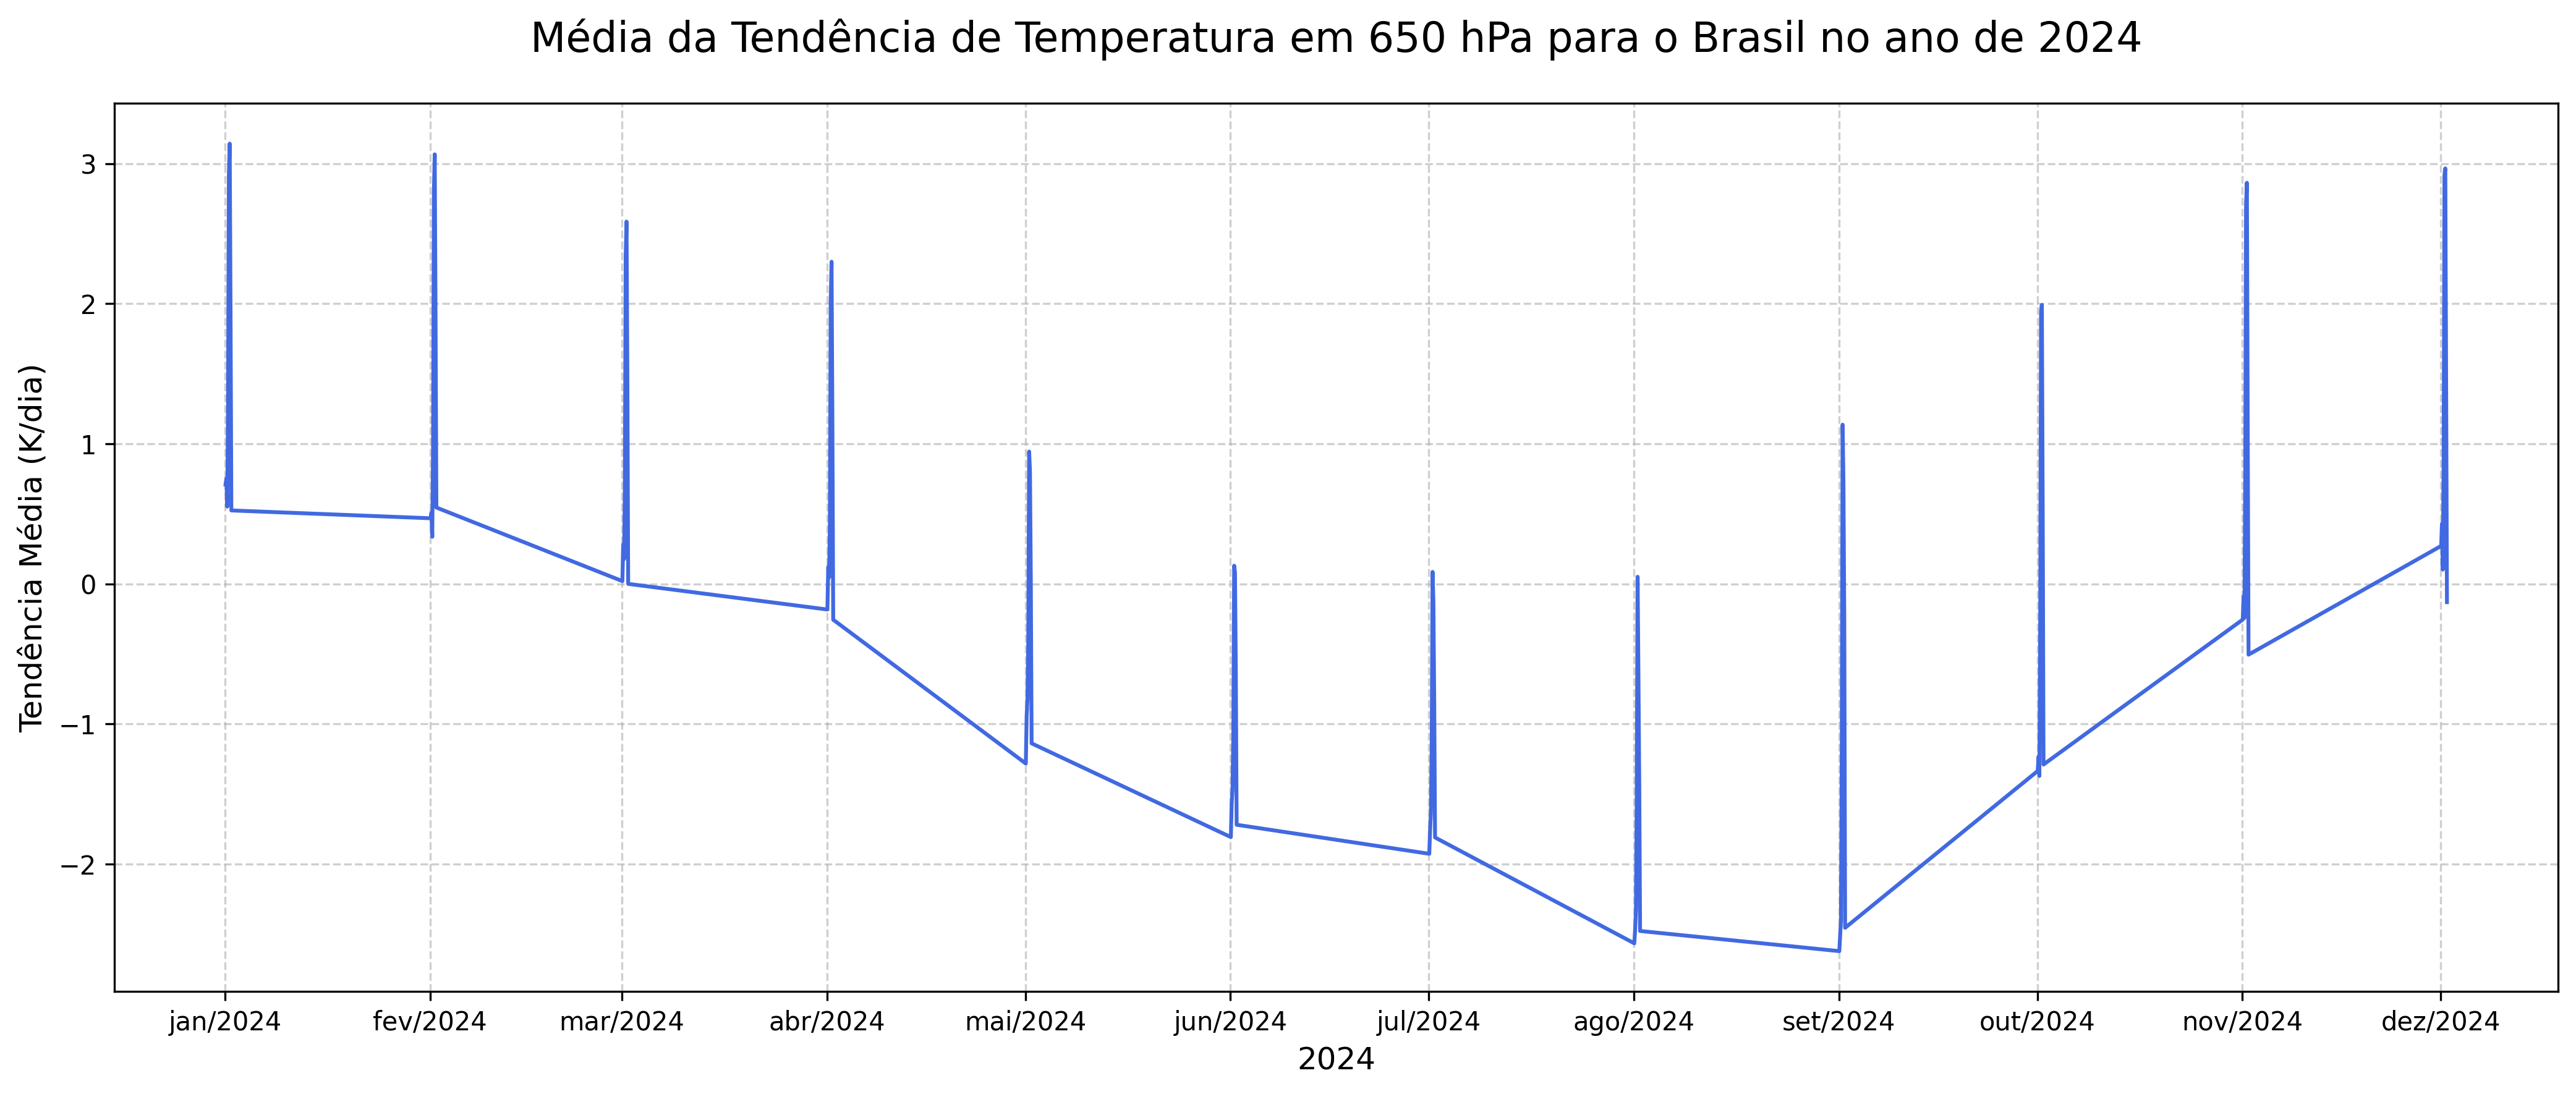 Média da Tendência de Temperatura em 650 hPa para o Brasil no ano de 2024
Tendência Média (K/dia)
3
2
1
0
−1
−2
jan/2024 fev/2024 mar/2024 abr/2024 mai/2024 jun/2024 jul/2024 ago/2024 set/2024 out/2024 nov/2024 dez/2024
2024